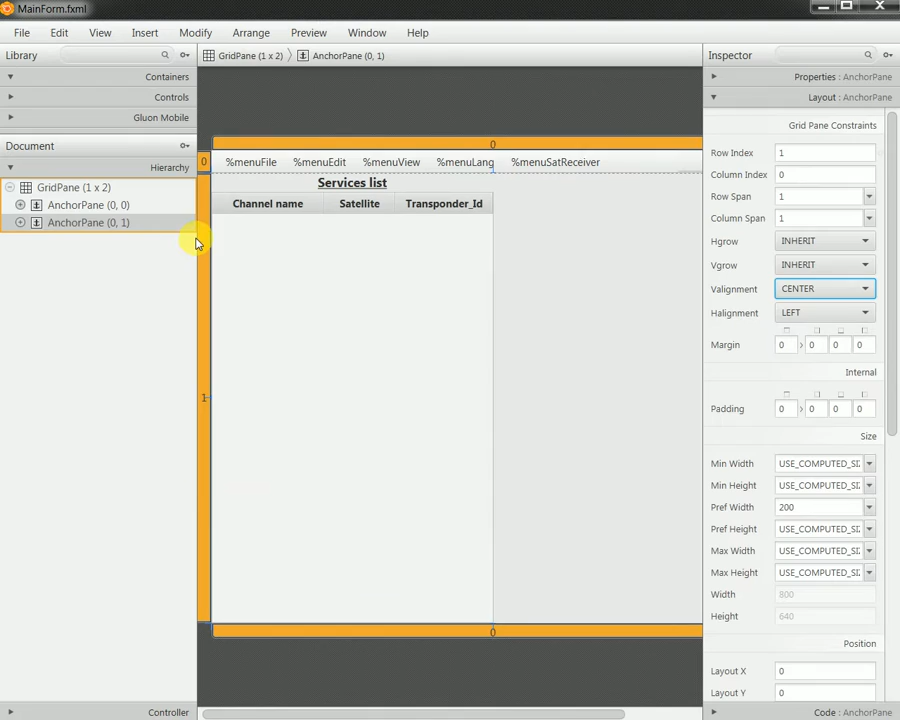 MainForm.fxml
File Edit View Insert Modify Arrange Preview Window Help
Library
Containers
Controls
Gluon Mobile
Document
Hierarchy
GridPane (1 x 2)
AnchorPane (0, 0)
AnchorPane (0, 1)
Controller
GridPane (1 x 2) AnchorPane (0, 1)
0
0 %menuFile %menuEdit %menuView %menuLang %menuSatReceiver
Services list
Channel name Satellite Transponder_Id
1
0
Inspector
Properties : AnchorPane
Layout : AnchorPane
Grid Pane Constraints
Row Index 1
Column Index 0
Row Span 1
Column Span 1
Hgrow INHERIT
Vgrow INHERIT
Valignment CENTER
Halignment LEFT
Margin 0 0 0 0
Internal
Padding 0 0 0 0
Size
Min Width USE_COMPUTED_SI
Min Height USE_COMPUTED_SI
Pref Width 200
Pref Height USE_COMPUTED_SI
Max Width USE_COMPUTED_SI
Max Height USE_COMPUTED_SI
Width 800
Height 640
Position
Layout X 0
Layout Y 0
Code : AnchorPane